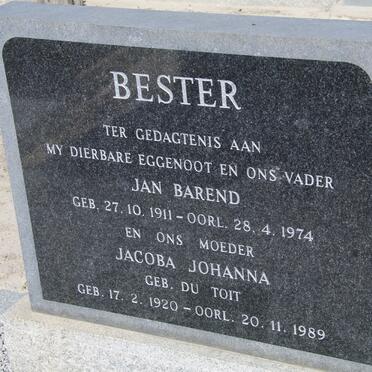 BESTER
TER GEDAGTENIS AAN
MY DIERBARE EGGENOOT EN ONS VADER
JAN BAREND
GEB. 27. 10. 1911 – OORL. 28. 4. 1974
EN ONS MOEDER
JACOBA JOHANNA
GEB. DU TOIT
GEB. 17. 2. 1920 – OORL. 20. 11. 1989